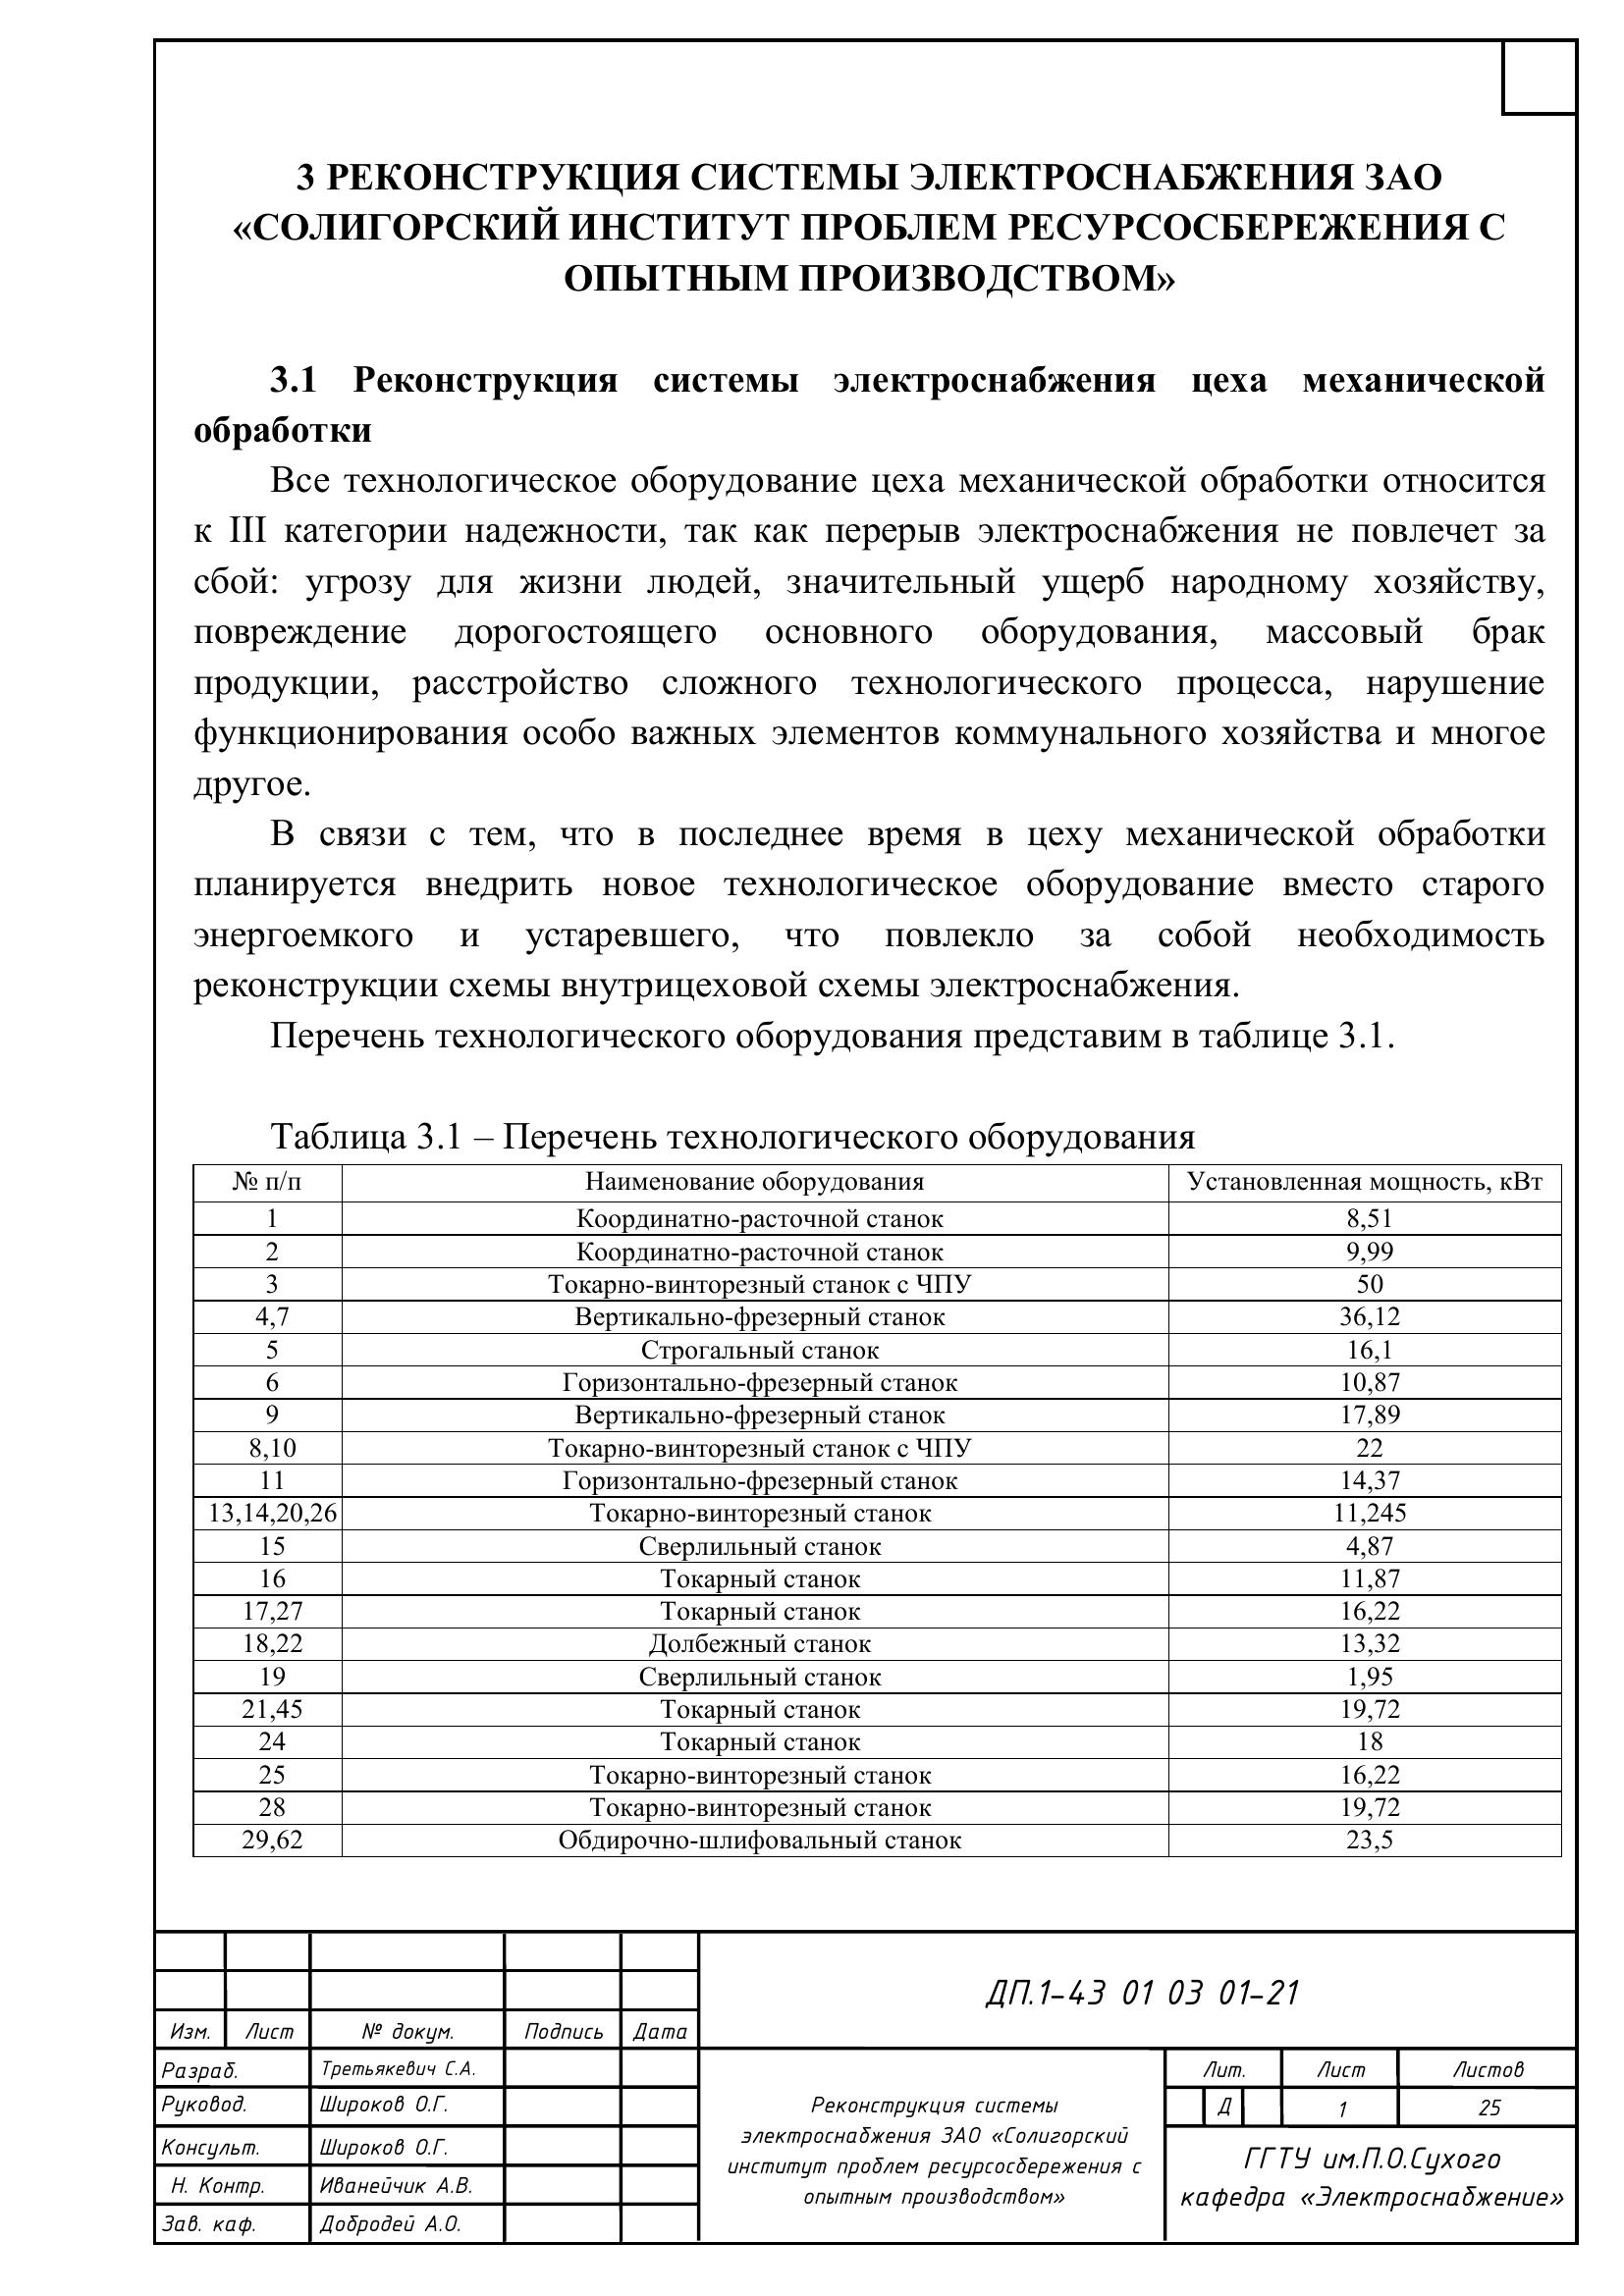 3 РЕКОНСТРУКЦИЯ СИСТЕМЫ ЭЛЕКТРОСНАБЖЕНИЯ ЗАО
«СОЛИГОРСКИЙ ИНСТИТУТ ПРОБЛЕМ РЕСУРСОСБЕРЕЖЕНИЯ С
ОПЫТНЫМ ПРОИЗВОДСТВОМ»
3.1 Реконструкция системы электроснабжения цеха механической
обработки
Все технологическое оборудование цеха механической обработки относится
к III категории надежности, так как перерыв электроснабжения не повлечет за
сбой: угрозу для жизни людей, значительный ущерб народному хозяйству,
повреждение дорогостоящего основного оборудования, массовый брак
продукции, расстройство сложного технологического процесса, нарушение
функционирования особо важных элементов коммунального хозяйства и многое
другое.
В связи с тем, что в последнее время в цеху механической обработки
планируется внедрить новое технологическое оборудование вместо старого
энергоемкого и устаревшего, что повлекло за собой необходимость
реконструкции схемы внутрицеховой схемы электроснабжения.
Перечень технологического оборудования представим в таблице 3.1.
Таблица 3.1 – Перечень технологического оборудования
№ п/п Наименование оборудования Установленная мощность, кВт
1 Координатно-расточной станок 8,51
2 Координатно-расточной станок 9,99
3 Токарно-винторезный станок с ЧПУ 50
4,7 Вертикально-фрезерный станок 36,12
5 Строгальный станок 16,1
6 Горизонтально-фрезерный станок 10,87
9 Вертикально-фрезерный станок 17,89
8,10 Токарно-винторезный станок с ЧПУ 22
11 Горизонтально-фрезерный станок 14,37
13,14,20,26 Токарно-винторезный станок 11,245
15 Сверлильный станок 4,87
16 Токарный станок 11,87
17,27 Токарный станок 16,22
18,22 Долбежный станок 13,32
19 Сверлильный станок 1,95
21,45 Токарный станок 19,72
24 Токарный станок 18
25 Токарно-винторезный станок 16,22
28 Токарно-винторезный станок 19,72
29,62 Обдирочно-шлифовальный станок 23,5
ДП.1-43 01 03 01-21
Изм. Лист № докум. Подпись Дата
Разраб. Третьякевич С.А.
Руковод. Широков О.Г.
Консульт. Широков О.Г.
Н. Контр. Иванейчик А.В.
Зав. каф. Добродей А.О.
Реконструкция системы
электроснабжения ЗАО «Солигорский
институт проблем ресурсосбережения с
опытным производством»
Лит. Лист Листов
Д 1 25
ГГТУ им.П.О.Сухого
кафедра «Электроснабжение»